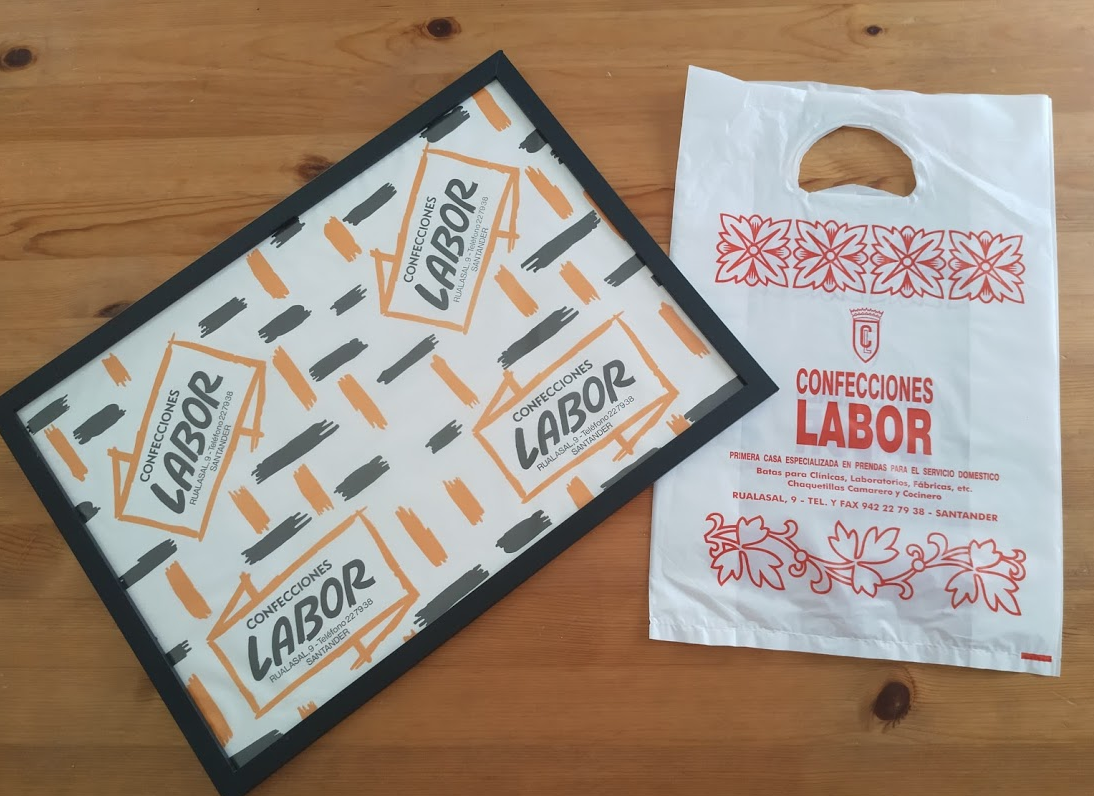 CONFECCIONES
LABOR
RUALASAL, 9 - Teléfono 22 79 38
SANTANDER
CONFECCIONES
LABOR
RUALASAL, 9 - Teléfono 22 79 38
SANTANDER
CONFECCIONES
LABOR
RUALASAL, 9 - Teléfono 22 79 38
SANTANDER
CONFECCIONES
LABOR
RUALASAL, 9 - Teléfono 22 79 38
SANTANDER
CL
CONFECCIONES
LABOR
PRIMERA CASA ESPECIALIZADA EN PRENDAS PARA EL SERVICIO DOMESTICO
Batas para Clínicas, Laboratorios, Fábricas, etc.
Chaquetillas Camarero y Cocinero
RUALASAL, 9 - TEL. Y FAX 942 22 79 38 - SANTANDER